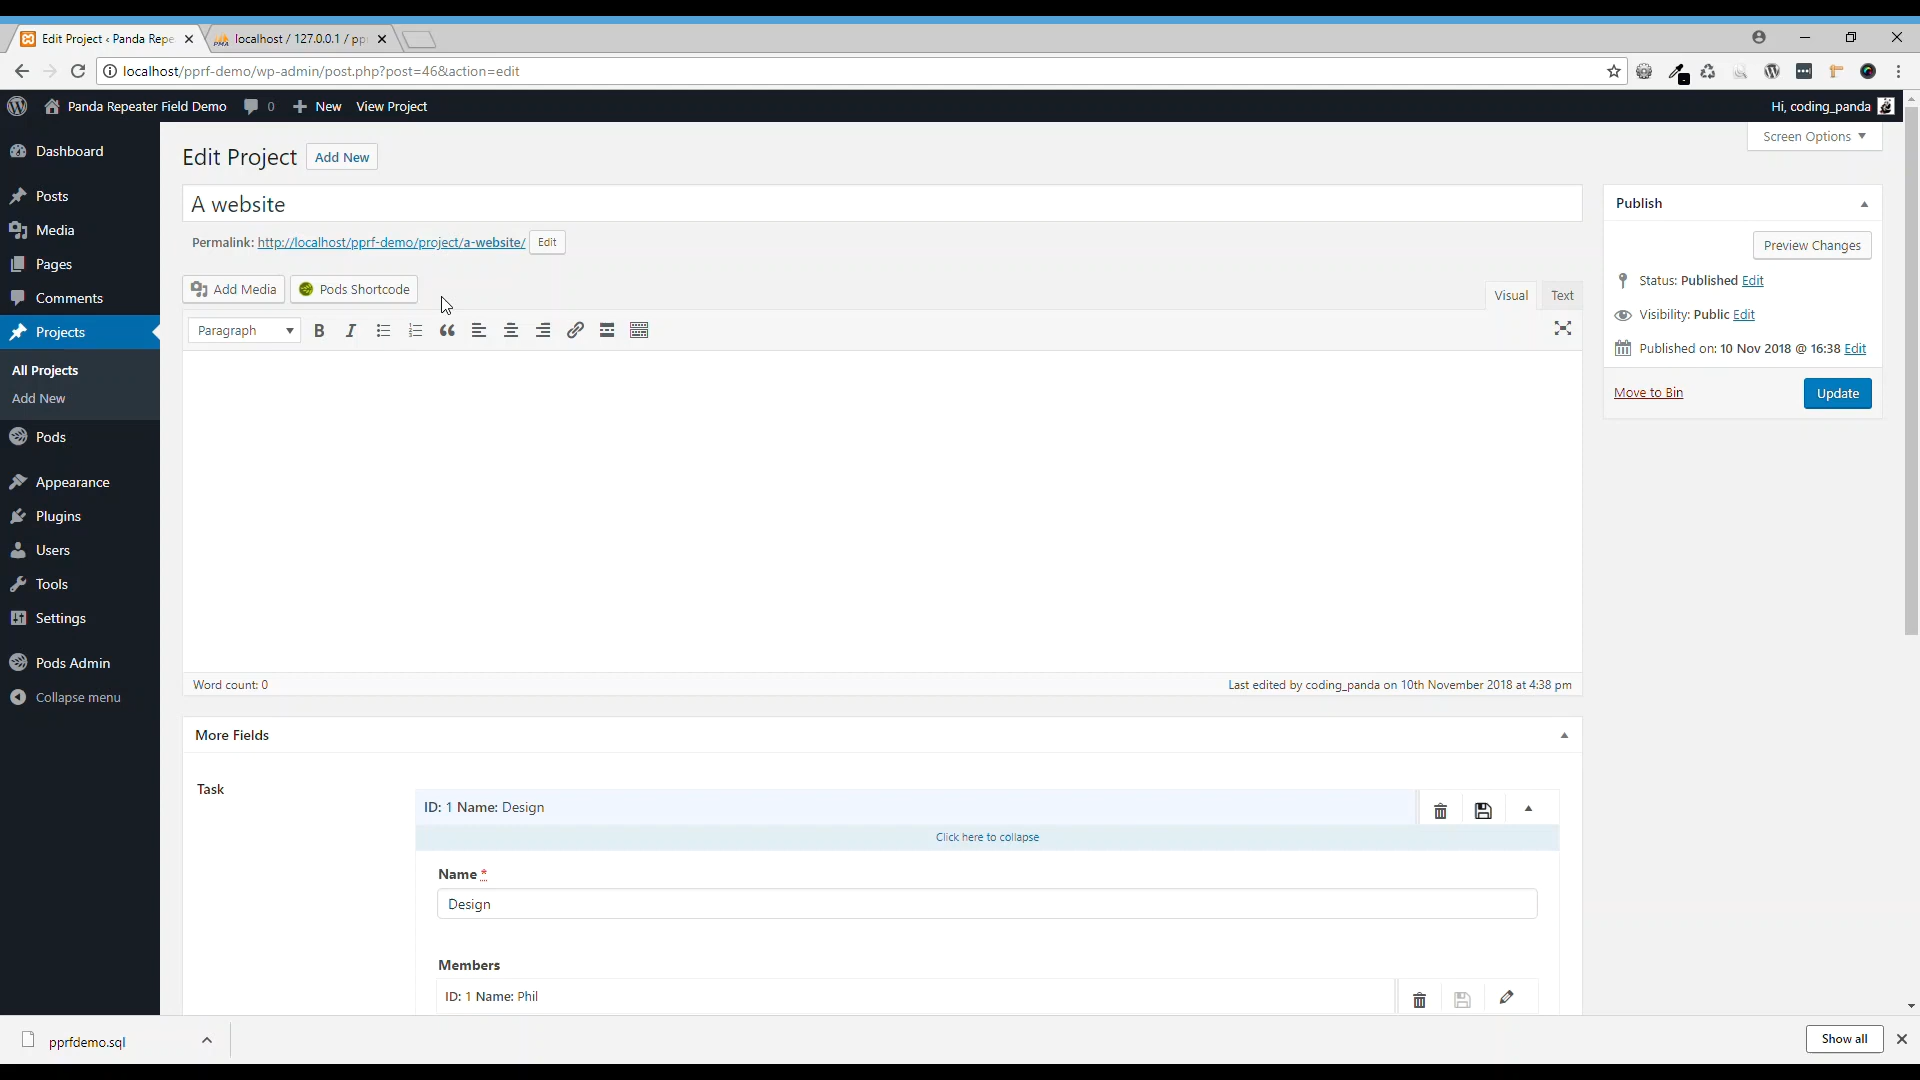 Edit Project ‹ Panda Repe
localhost / 127.0.0.1 / pp
localhost/pprf-demo/wp-admin/post.php?post=46&action=edit
Panda Repeater Field Demo 0 New View Project Hi, coding_panda
Screen Options
Dashboard
Posts
Media
Pages
Comments
Projects
All Projects
Add New
Pods
Appearance
Plugins
Users
Tools
Settings
Pods Admin
Collapse menu
Edit Project Add New
A website
Permalink: http://localhost/pprf-demo/project/a-website/ Edit
Add Media Pods Shortcode
Visual Text
Paragraph
Word count: 0 Last edited by coding_panda on 10th November 2018 at 4:38 pm
Publish
Preview Changes
Status: Published Edit
Visibility: Public Edit
Published on: 10 Nov 2018 @ 16:38 Edit
Move to Bin Update
More Fields
Task
ID: 1 Name: Design
Click here to collapse
Name *
Design
Members
ID: 1 Name: Phil
pprfdemo.sql Show all